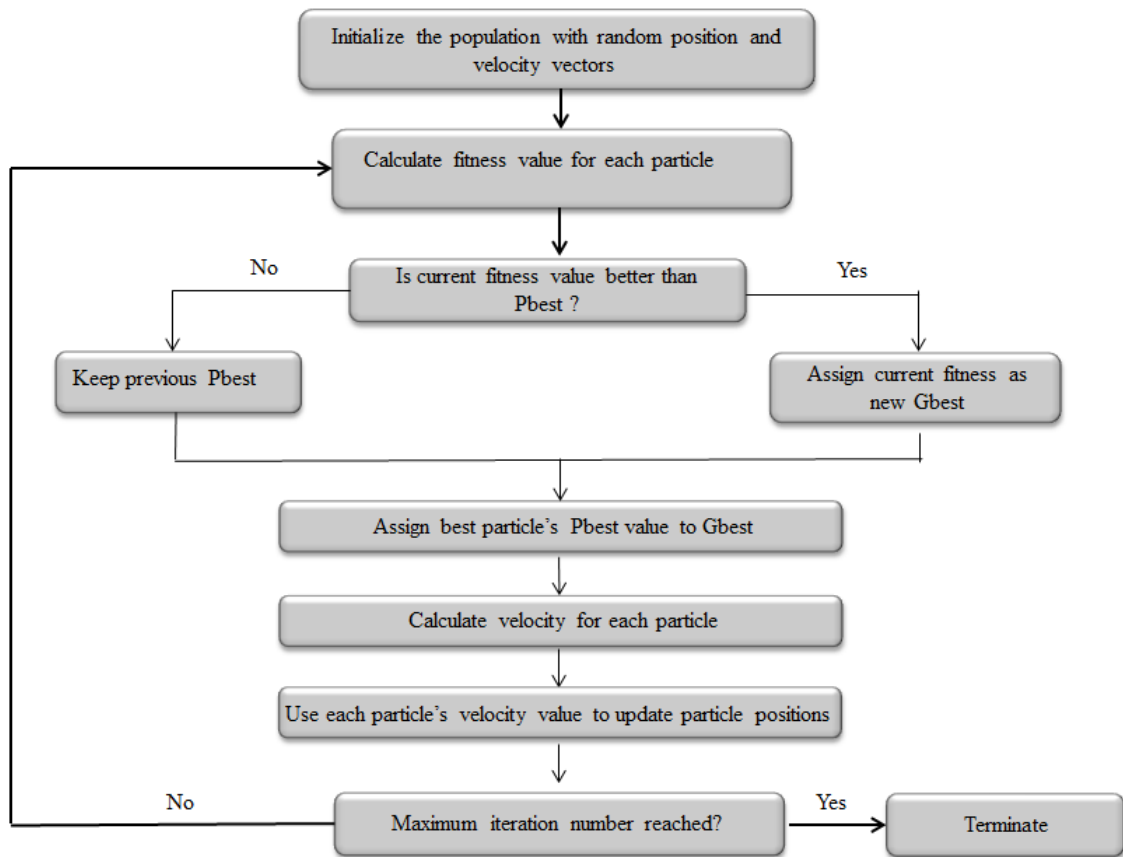 Initialize the population with random position and
velocity vectors
Calculate fitness value for each particle
No
Is current fitness value better than
Pbest ?
Yes
Keep previous Pbest
Assign current fitness as
new Gbest
Assign best particle’s Pbest value to Gbest
Calculate velocity for each particle
Use each particle’s velocity value to update particle positions
No
Maximum iteration number reached?
Yes
Terminate